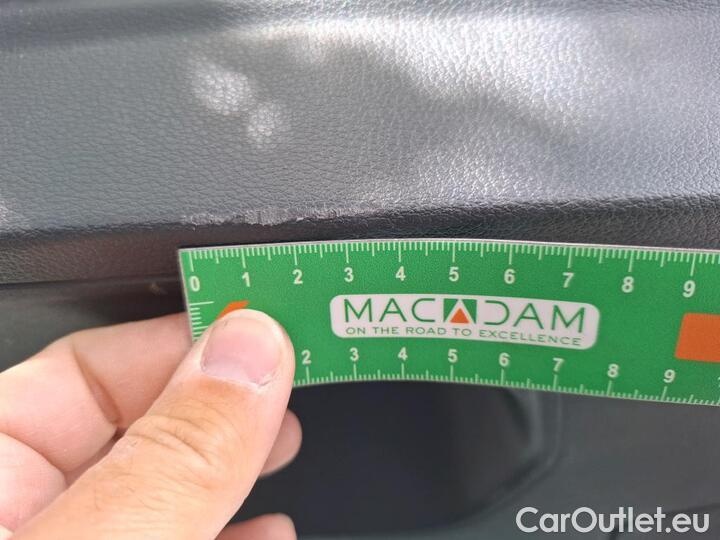 0 1 2 3 4 5 6 7 8 9
MACADAM
ON THE ROAD TO EXCELLENCE
2 3 4 5 6 7 8 9
CarOutlet.eu